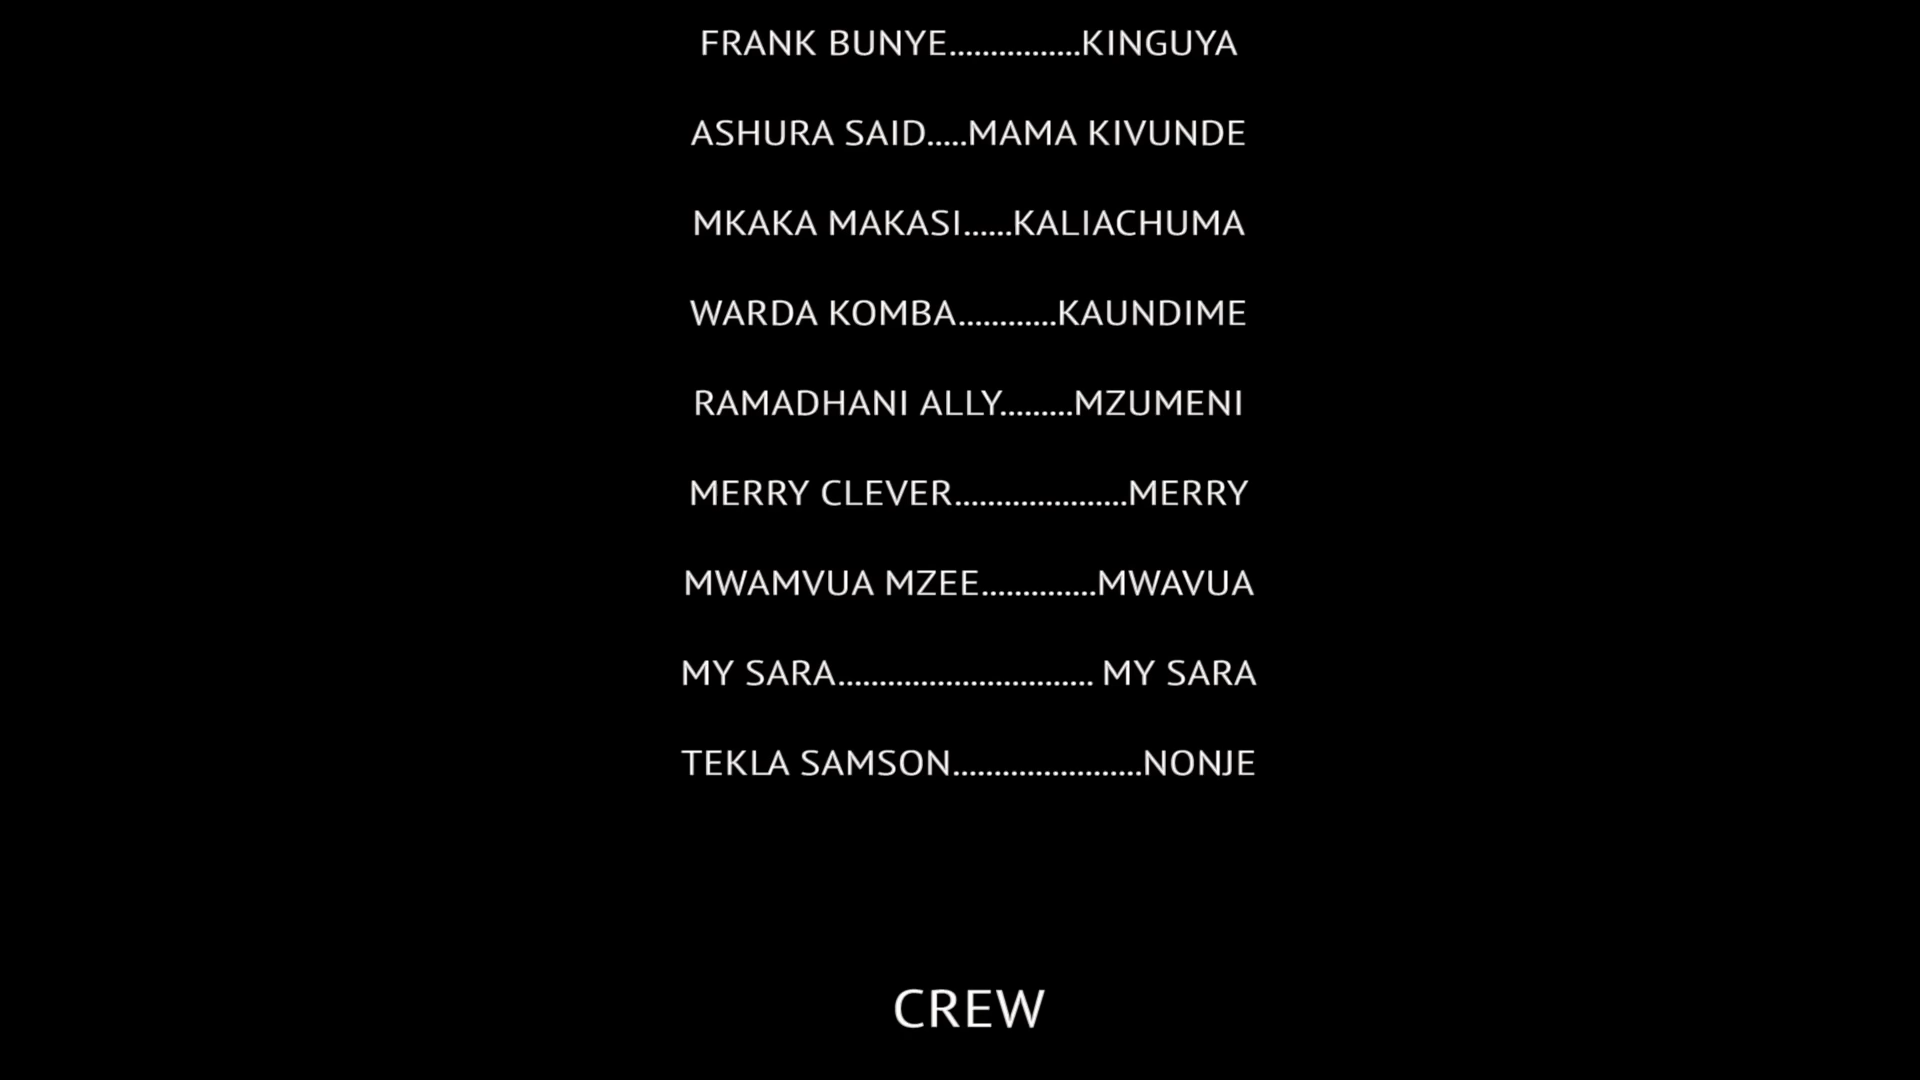 FRANK BUNYE................KINGUYA
ASHURA SAID.....MAMA KIVUNDE
MKAKA MAKASI......KALIACHUMA
WARDA KOMBA............KAUNDIME
RAMADHANI ALLY.........MZUMENI
MERRY CLEVER.....................MERRY
MWAMVUA MZEE..............MWAVUA
MY SARA............................... MY SARA
TEKLA SAMSON.......................NONJE
CREW